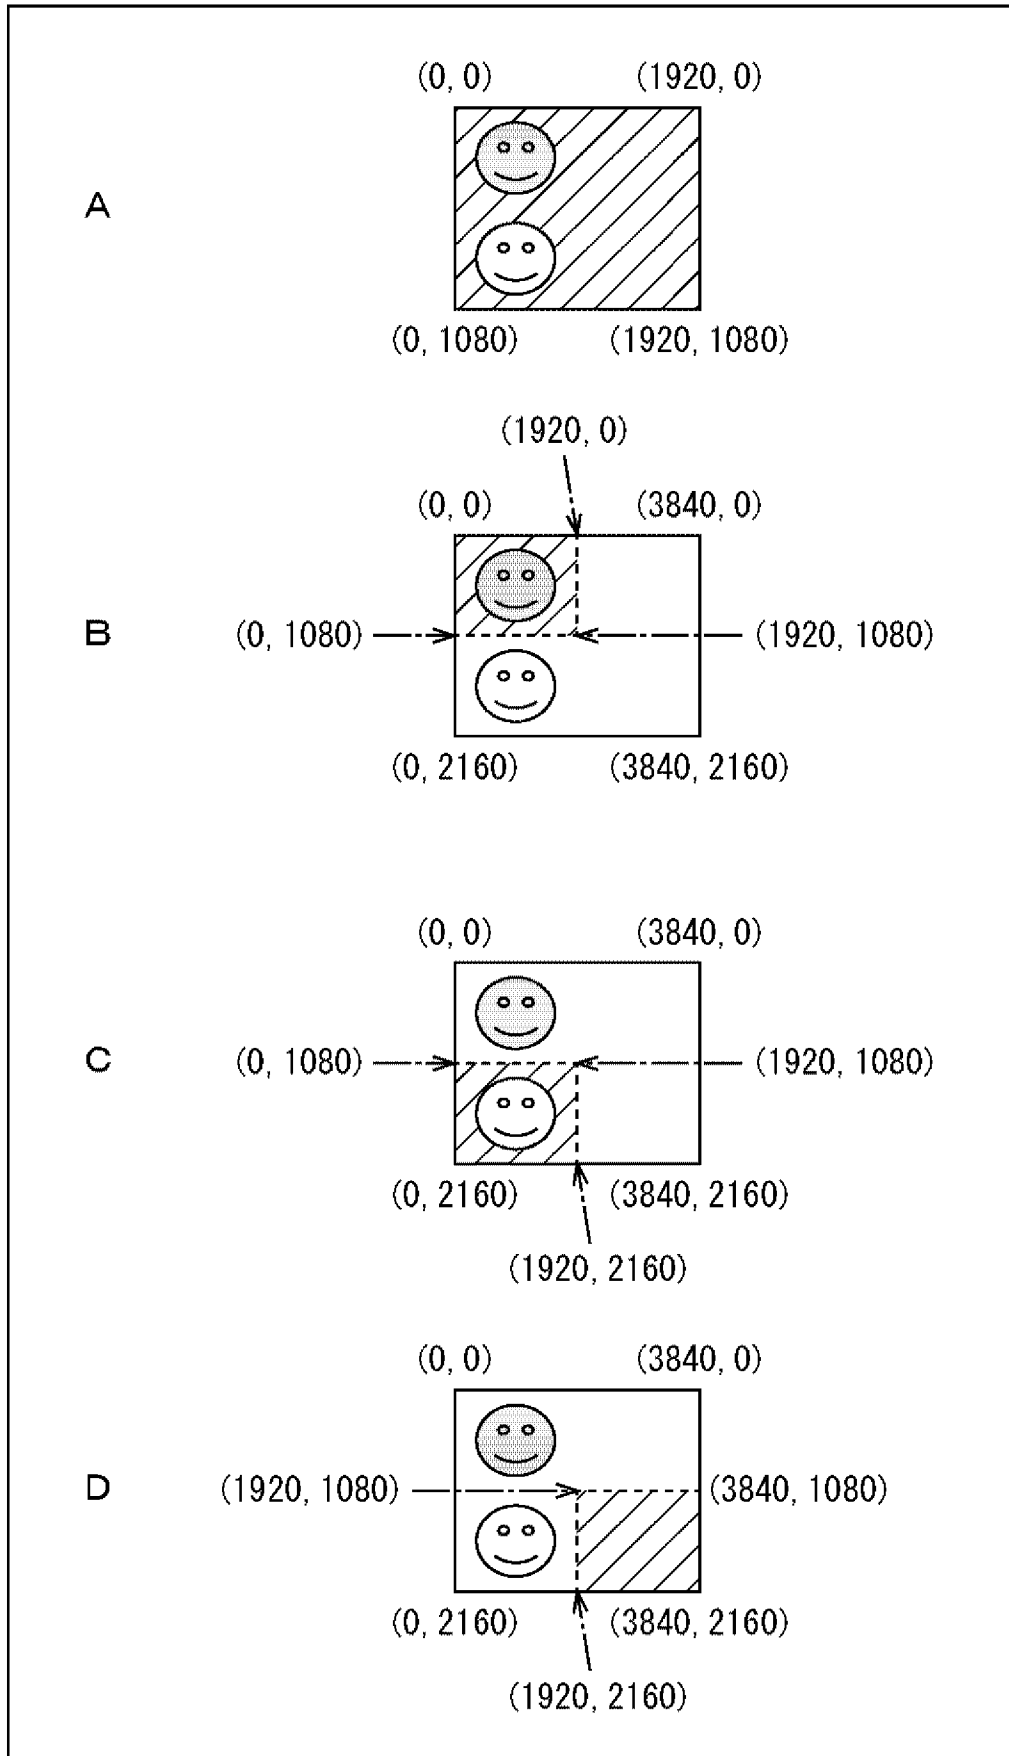 (0, 0) (1920, 0)
A
(0, 1080) (1920, 1080)
(1920, 0)
(0, 0) (3840, 0)
B (0, 1080) (1920, 1080)
(0, 2160) (3840, 2160)
(0, 0) (3840, 0)
C (0, 1080) (1920, 1080)
(0, 2160) (3840, 2160)
(1920, 2160)
(0, 0) (3840, 0)
D (1920, 1080) (3840, 1080)
(0, 2160) (3840, 2160)
(1920, 2160)